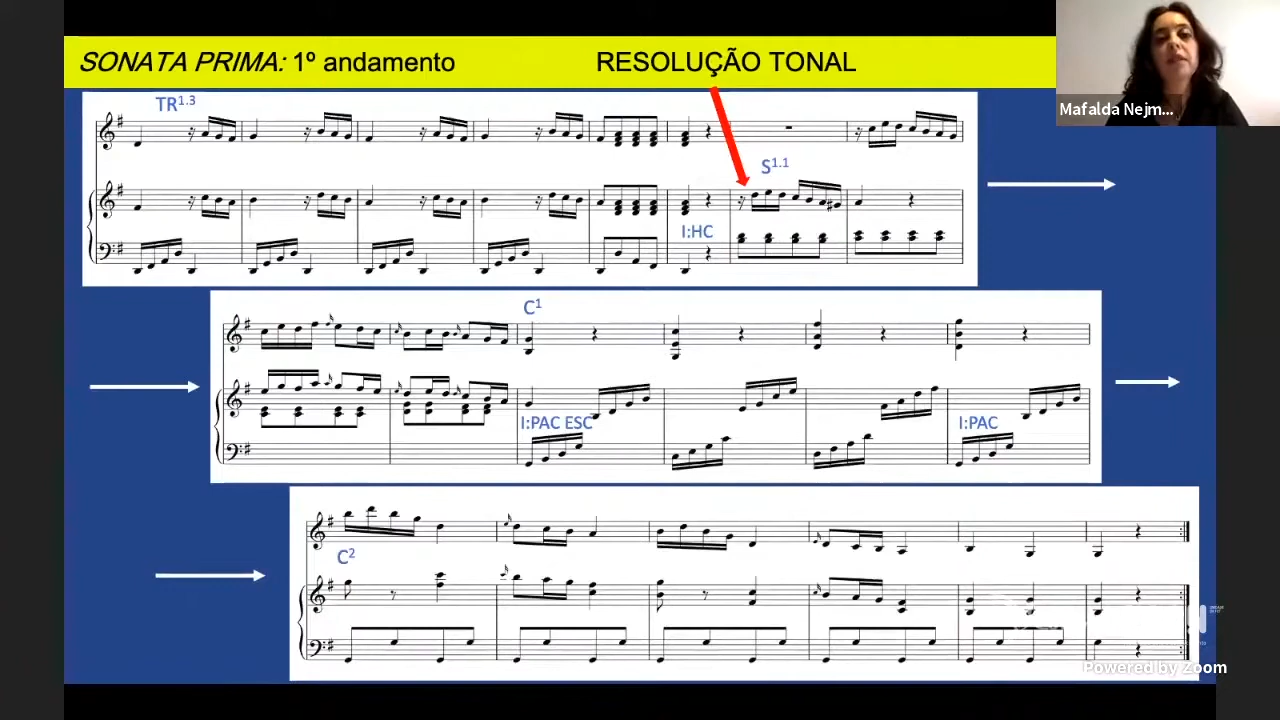 SONATA PRIMA: 1º andamento
RESOLUÇÃO TONAL
Mafalda Nejm...
TR1.3
S1.1
I:HC
C1
I:PAC ESC
I:PAC
C2
Powered by Zoom